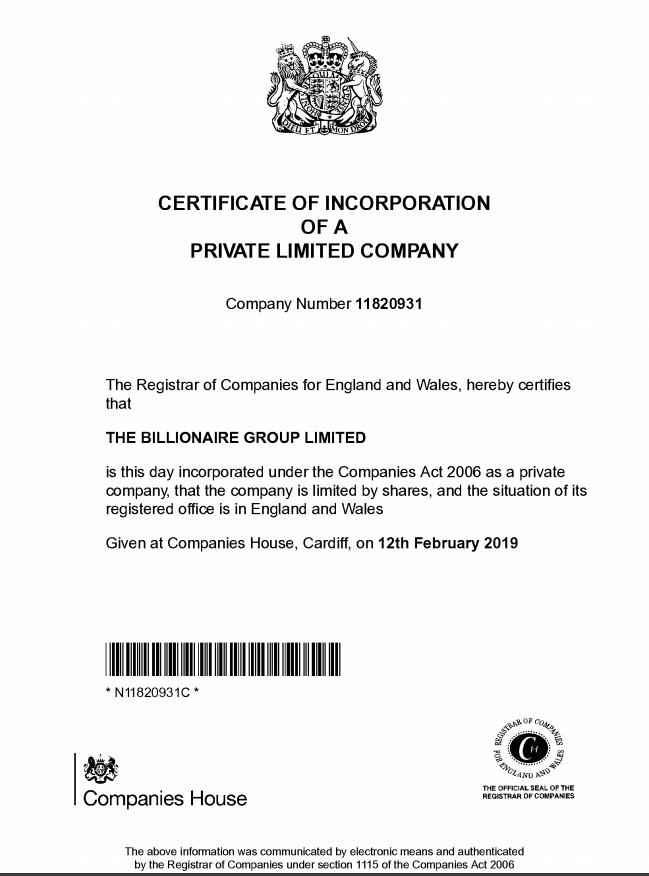 DIEU ET MON DROIT
CERTIFICATE OF INCORPORATION
OF A
PRIVATE LIMITED COMPANY
Company Number 11820931
The Registrar of Companies for England and Wales, hereby certifies
that
THE BILLIONAIRE GROUP LIMITED
is this day incorporated under the Companies Act 2006 as a private
company, that the company is limited by shares, and the situation of its
registered office is in England and Wales
Given at Companies House, Cardiff, on 12th February 2019
* N11820931C *
Companies House
REGISTRAR OF COMPANIES
FOR ENGLAND AND WALES
CH
THE OFFICIAL SEAL OF THE
REGISTRAR OF COMPANIES
The above information was communicated by electronic means and authenticated
by the Registrar of Companies under section 1115 of the Companies Act 2006